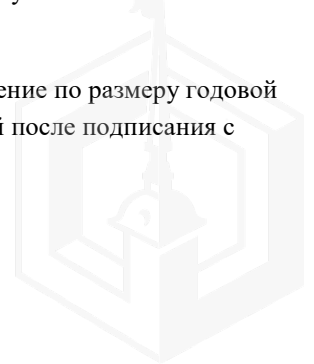 ение по размеру годовой
й после подписания с